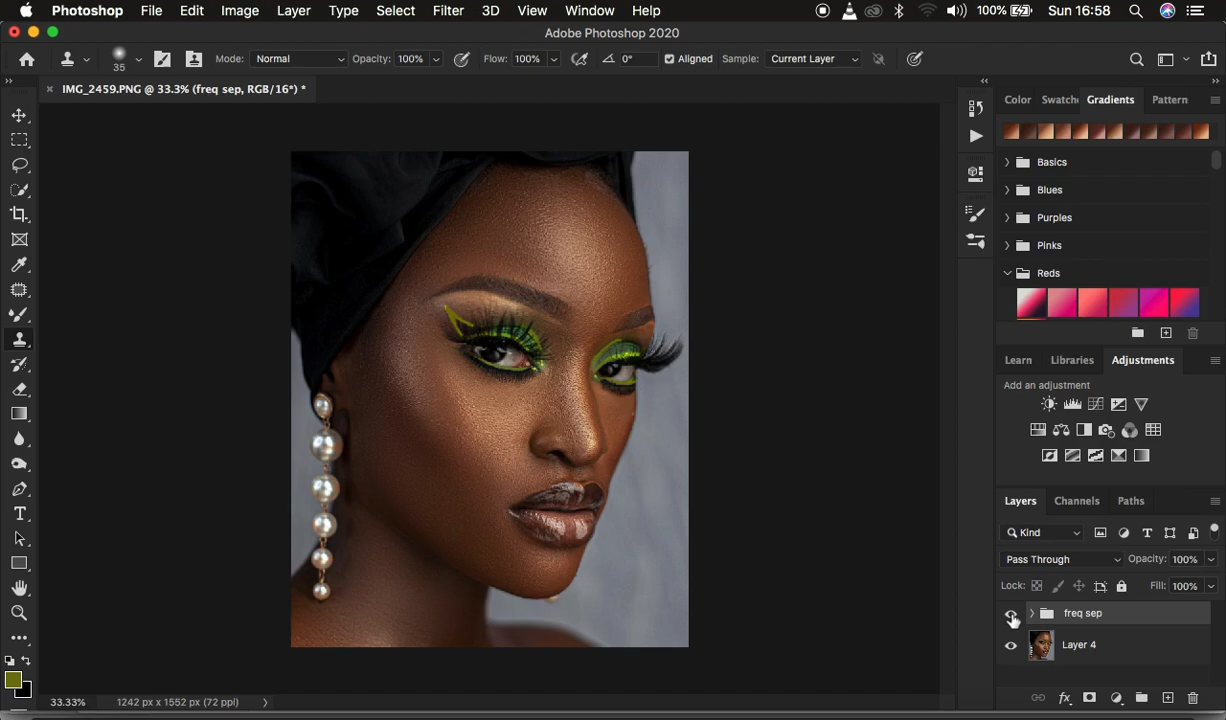 Photoshop File Edit Image Layer Type Select Filter 3D View Window Help 100% Sun 16:58
Adobe Photoshop 2020
35 Mode: Normal Opacity: 100% Flow: 100% 0° Aligned Sample: Current Layer
IMG_2459.PNG @ 33.3% (freq sep, RGB/16*) *
Color Swatche Gradients Pattern
Basics
Blues
Purples
Pinks
Reds
Learn Libraries Adjustments
Add an adjustment
Layers Channels Paths
Kind
Pass Through Opacity: 100%
Lock: Fill: 100%
freq sep
Layer 4
33.33% 1242 px x 1552 px (72 ppi)